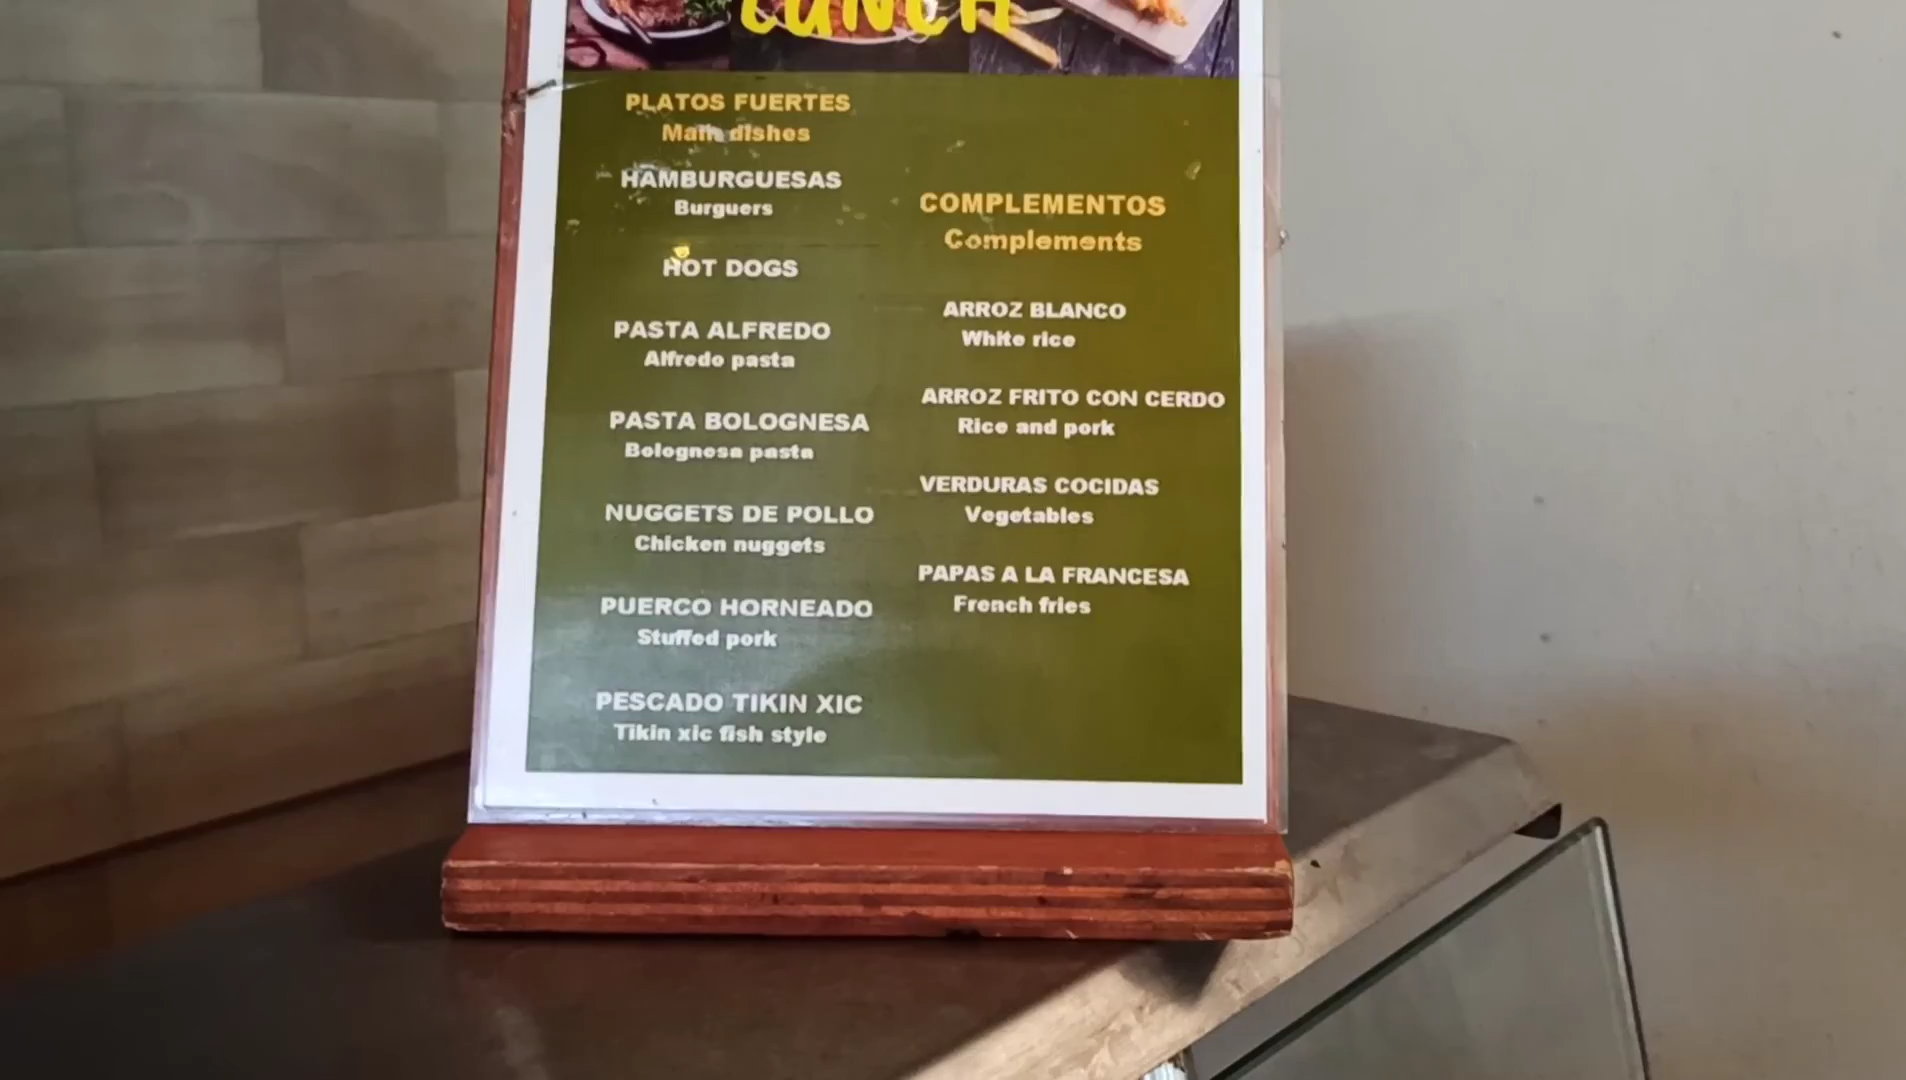 LUNCH
PLATOS FUERTES
Main dishes
HAMBURGUESAS
Burguers
HOT DOGS
PASTA ALFREDO
Alfredo pasta
PASTA BOLOGNESA
Bolognesa pasta
NUGGETS DE POLLO
Chicken nuggets
PUERCO HORNEADO
Stuffed pork
PESCADO TIKIN XIC
Tikin xic fish style
COMPLEMENTOS
Complements
ARROZ BLANCO
White rice
ARROZ FRITO CON CERDO
Rice and pork
VERDURAS COCIDAS
Vegetables
PAPAS A LA FRANCESA
French fries